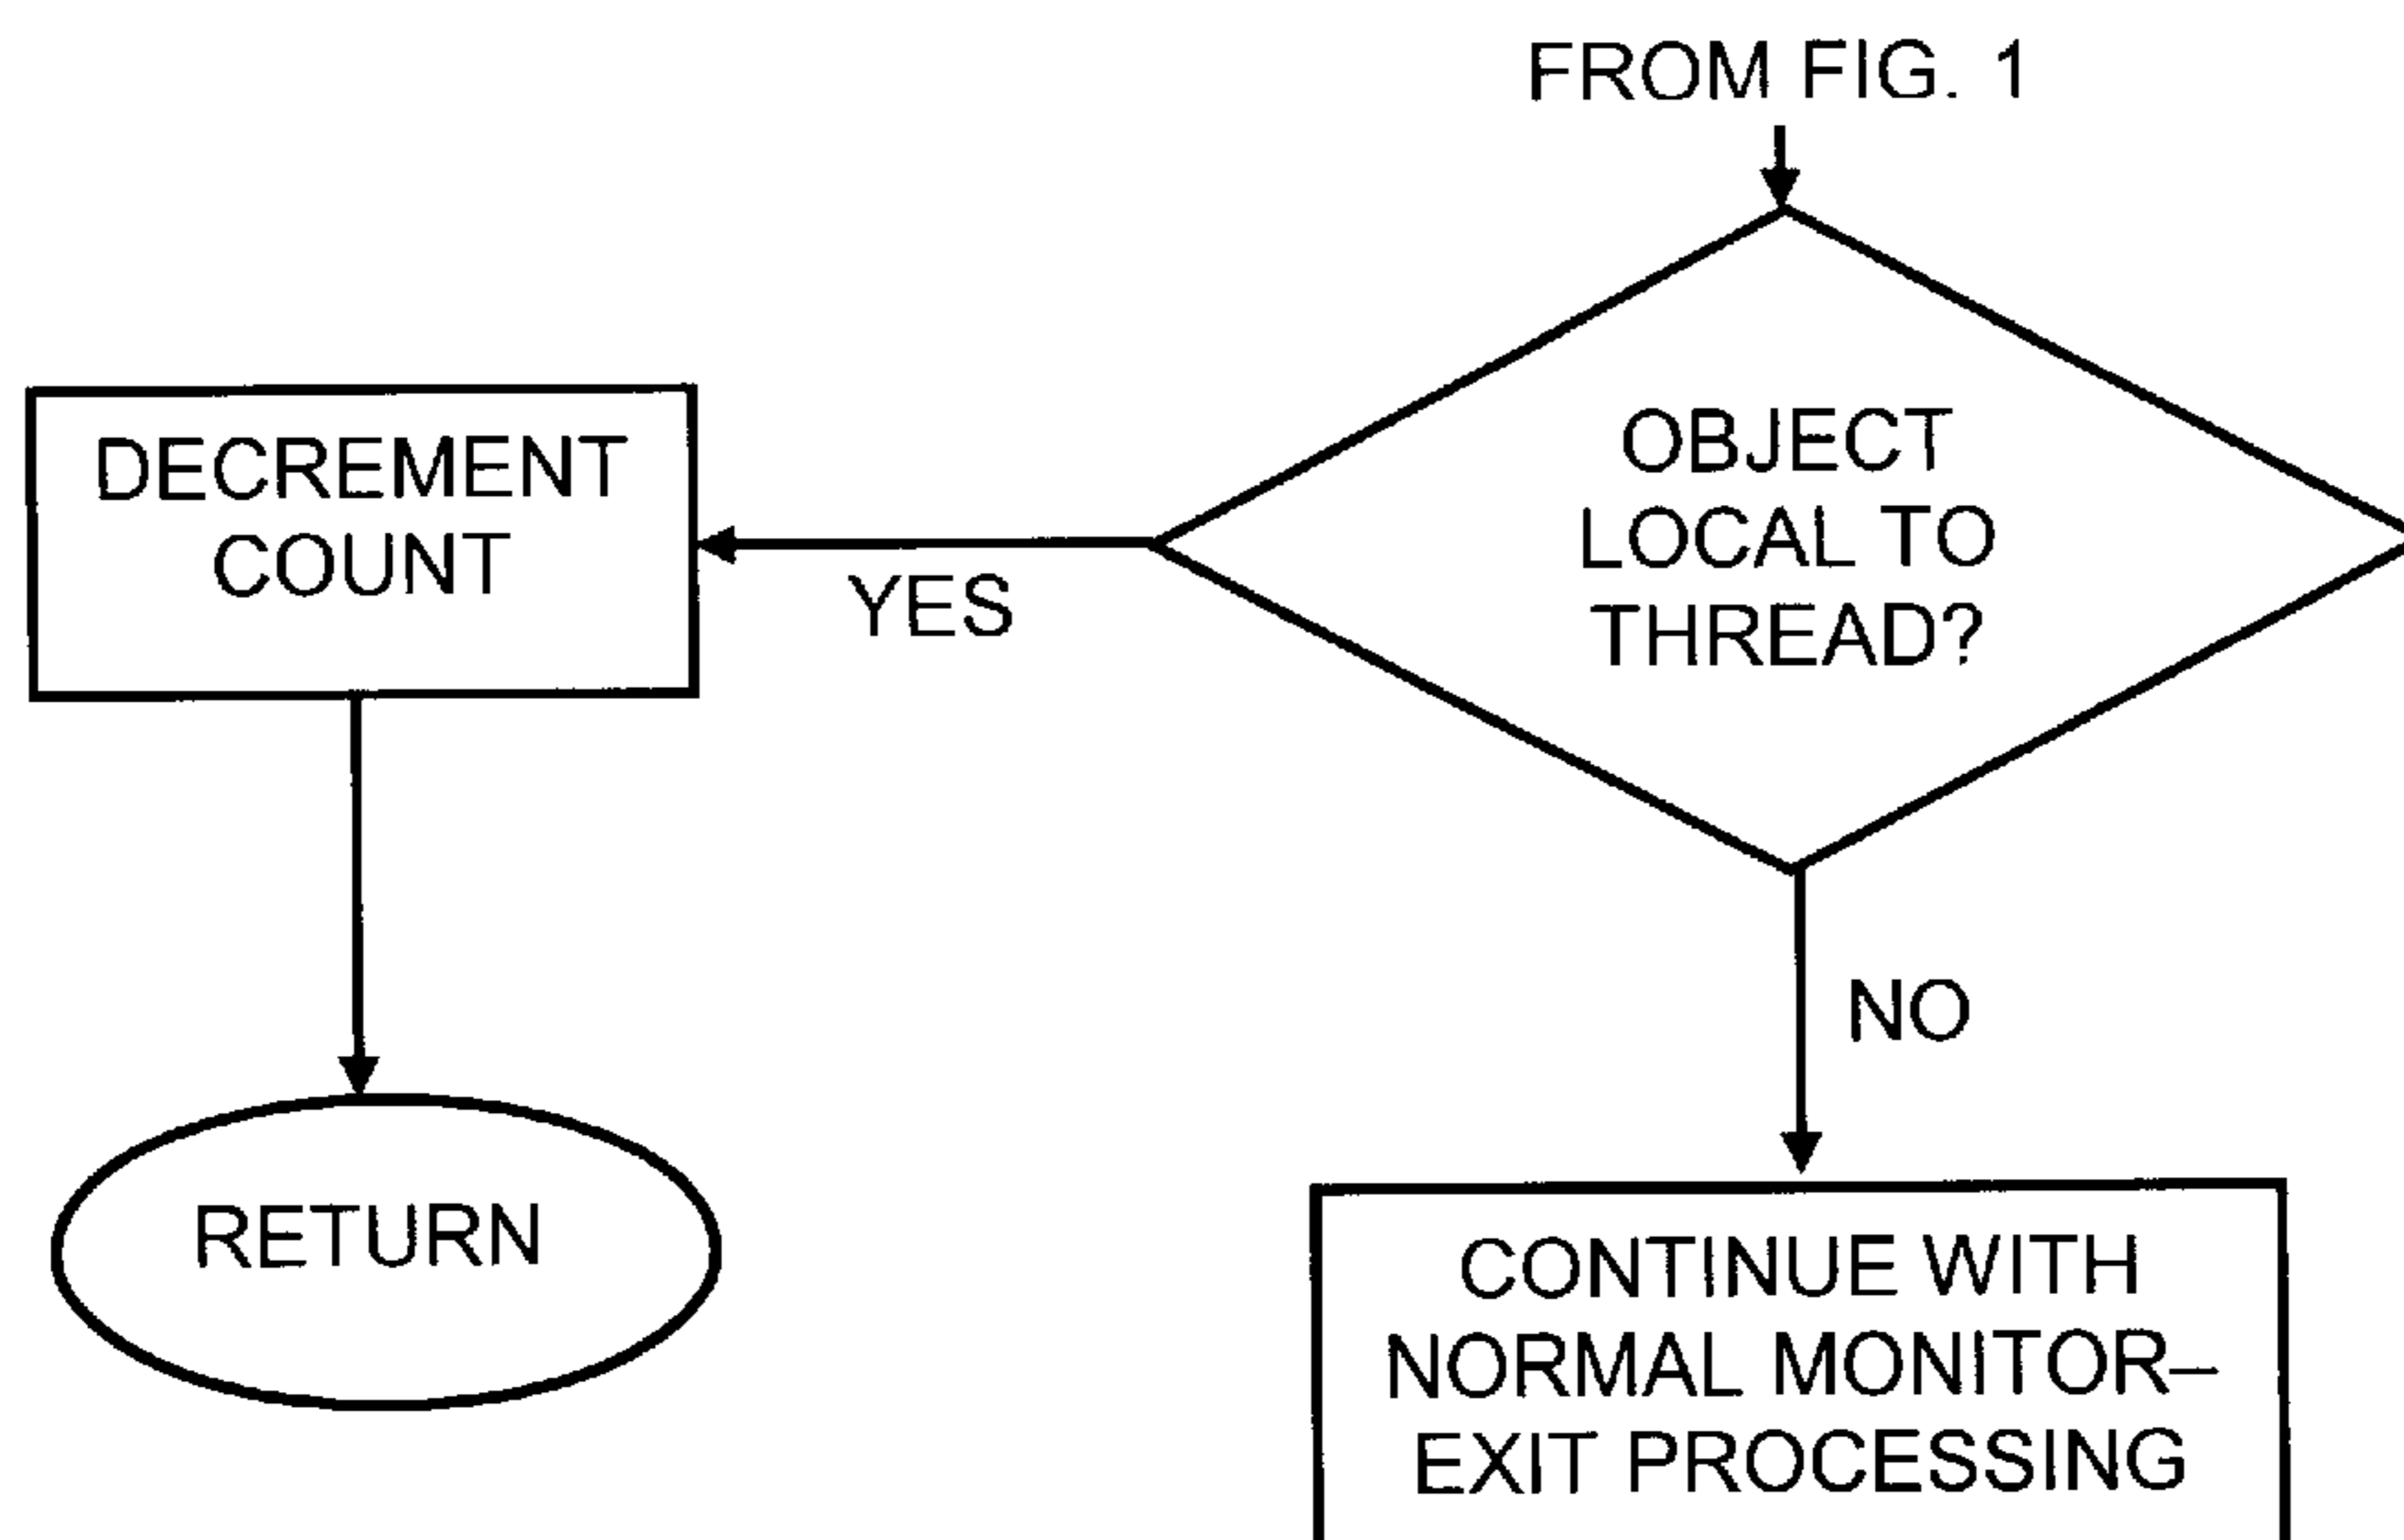 FROM FIG. 1
OBJECT
LOCAL TO
THREAD?
DECREMENT
COUNT
YES
NO
RETURN
CONTINUE WITH
NORMAL MONITOR–
EXIT PROCESSING